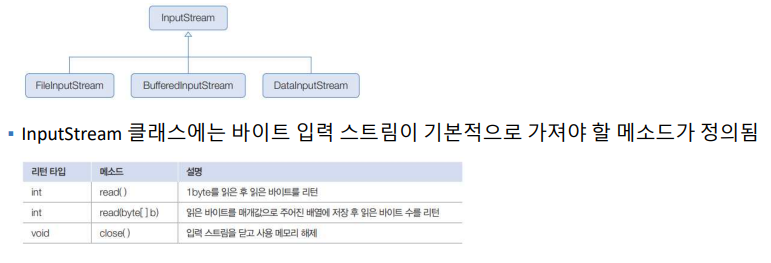 InputStream
FileInputStream BufferedInputStream DataInputStream
▪ InputStream 클래스에는 바이트 입력 스트림이 기본적으로 가져야 할 메소드가 정의됨
리턴 타입 메소드 설명
int read( ) 1byte를 읽은 후 읽은 바이트를 리턴
int read(byte[ ] b) 읽은 바이트를 매개값으로 주어진 배열에 저장 후 읽은 바이트 수를 리턴
void close( ) 입력 스트림을 닫고 사용 메모리 해제